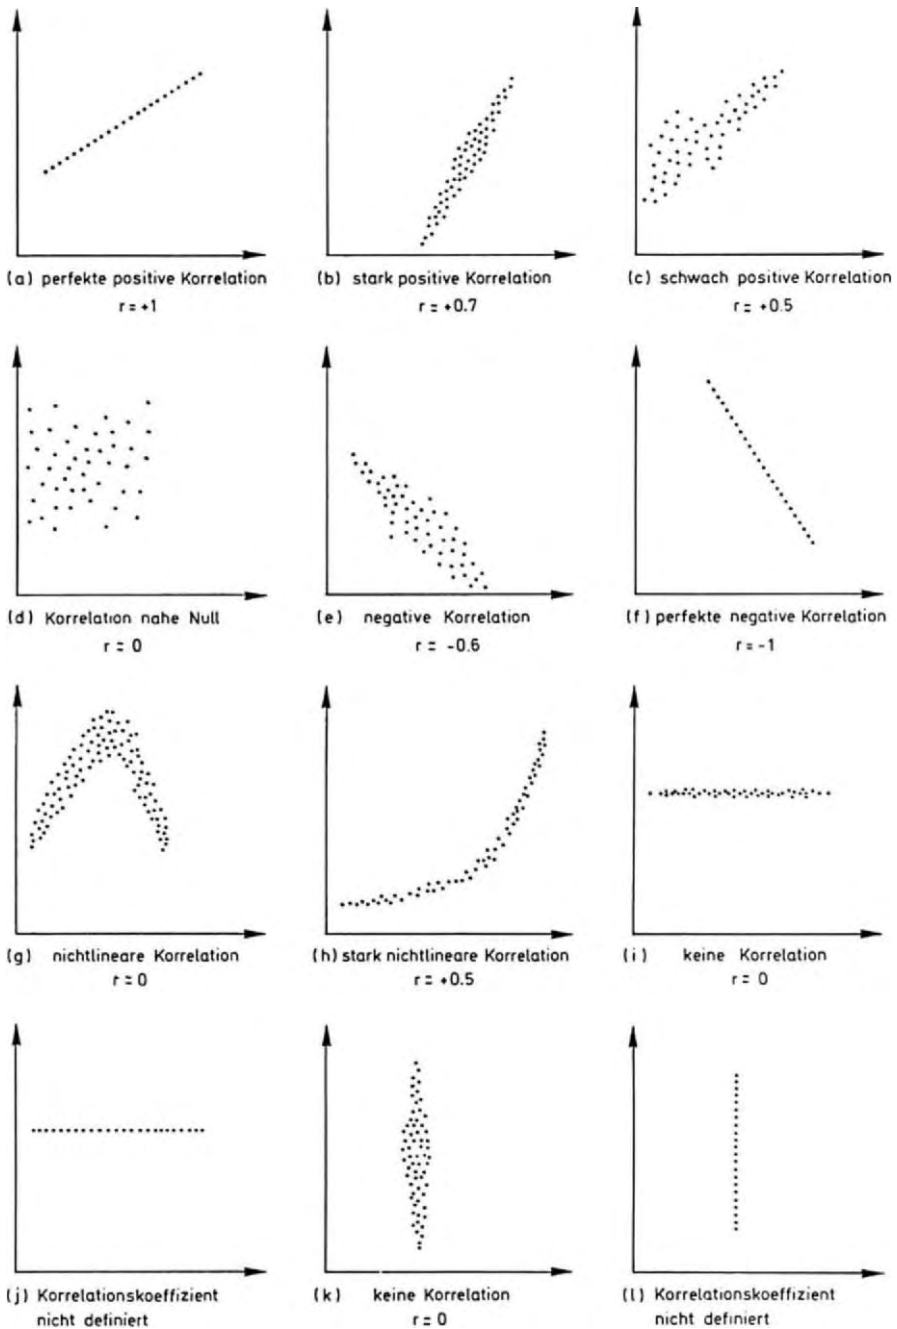 (a) perfekte positive Korrelation
r = +1
(b) stark positive Korrelation
r = +0.7
(c) schwach positive Korrelation
r = +0.5
(d) Korrelation nahe Null
r = 0
(e) negative Korrelation
r = -0.6
(f) perfekte negative Korrelation
r = -1
(g) nichtlineare Korrelation
r = 0
(h) stark nichtlineare Korrelation
r = +0.5
(i) keine Korrelation
r = 0
(j) Korrelationskoeffizient
nicht definiert
(k) keine Korrelation
r = 0
(l) Korrelationskoeffizient
nicht definiert